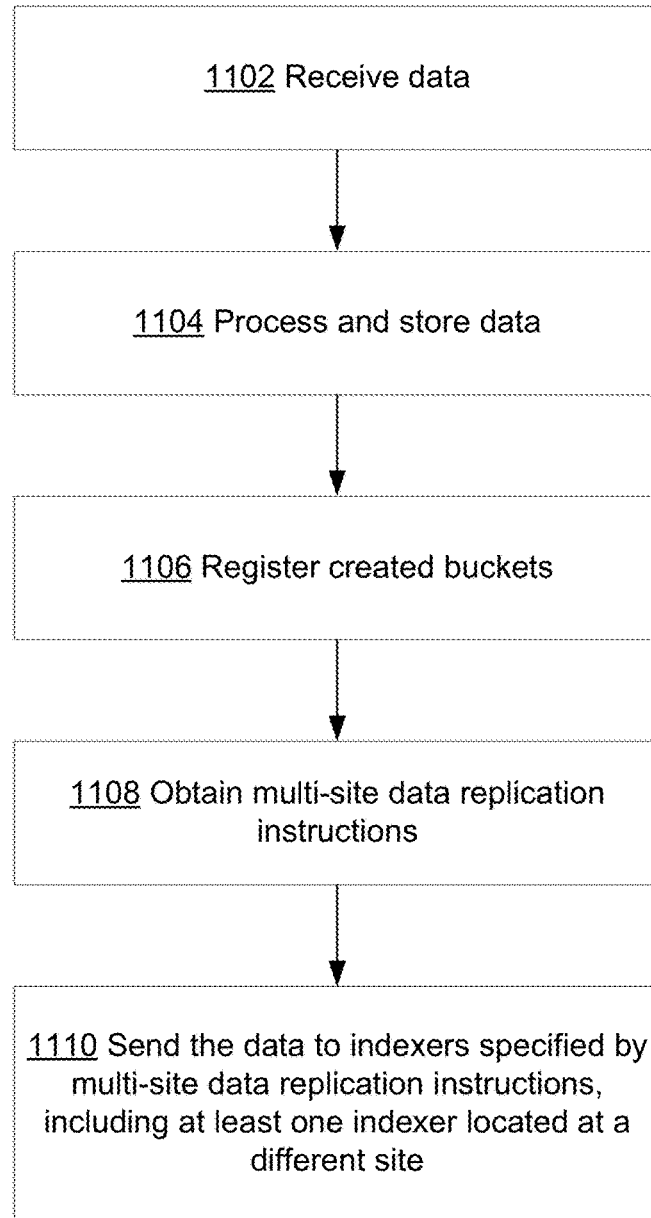 1102 Receive data
1104 Process and store data
1106 Register created buckets
1108 Obtain multi-site data replication
instructions
1110 Send the data to indexers specified by
multi-site data replication instructions,
including at least one indexer located at a
different site